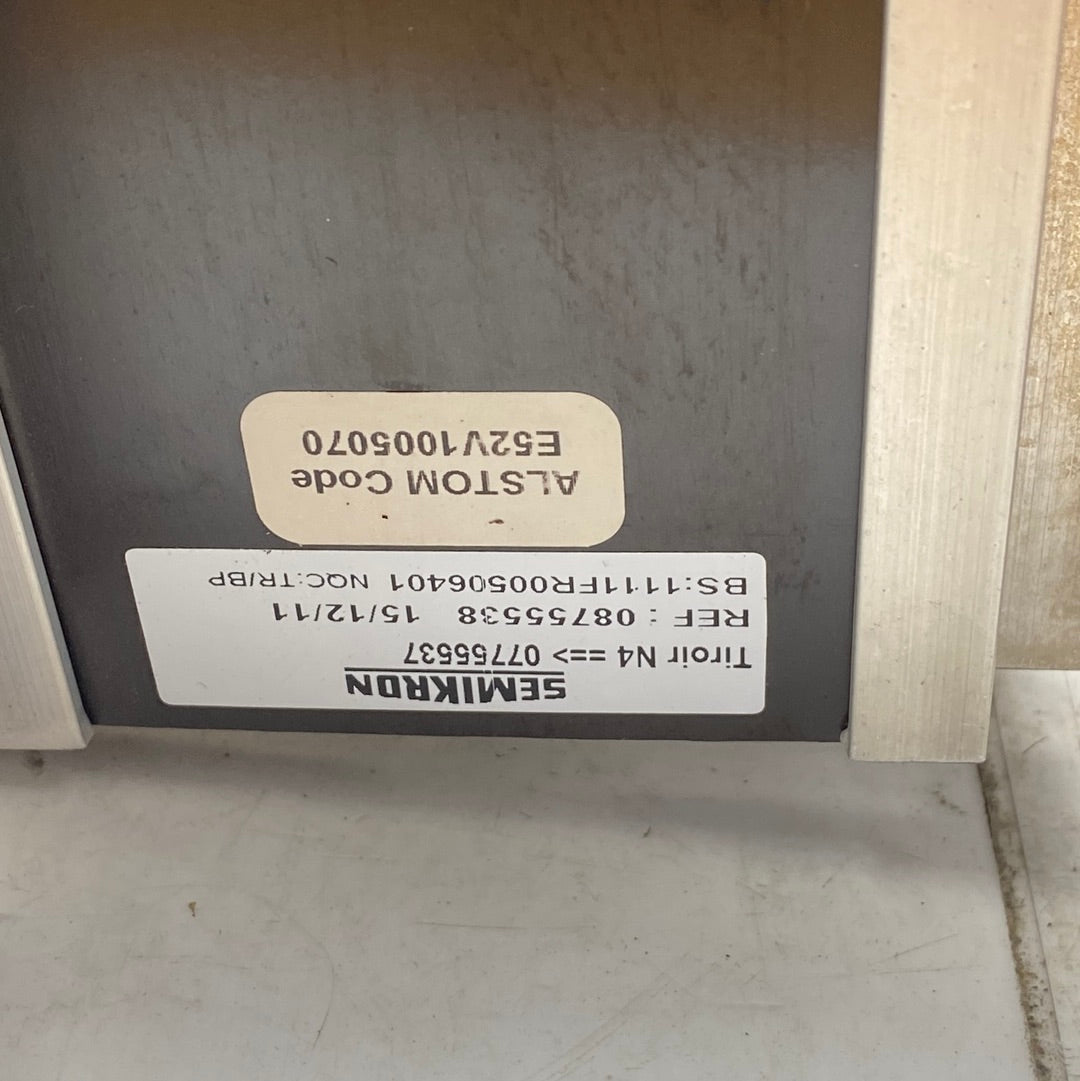 SEMIKRON
Tiroir N4 ==> 07755537
REF : 08755538 15/12/11
BS:1111FR00506401 NQC:TR/BP
ALSTOM Code
E52V1005070